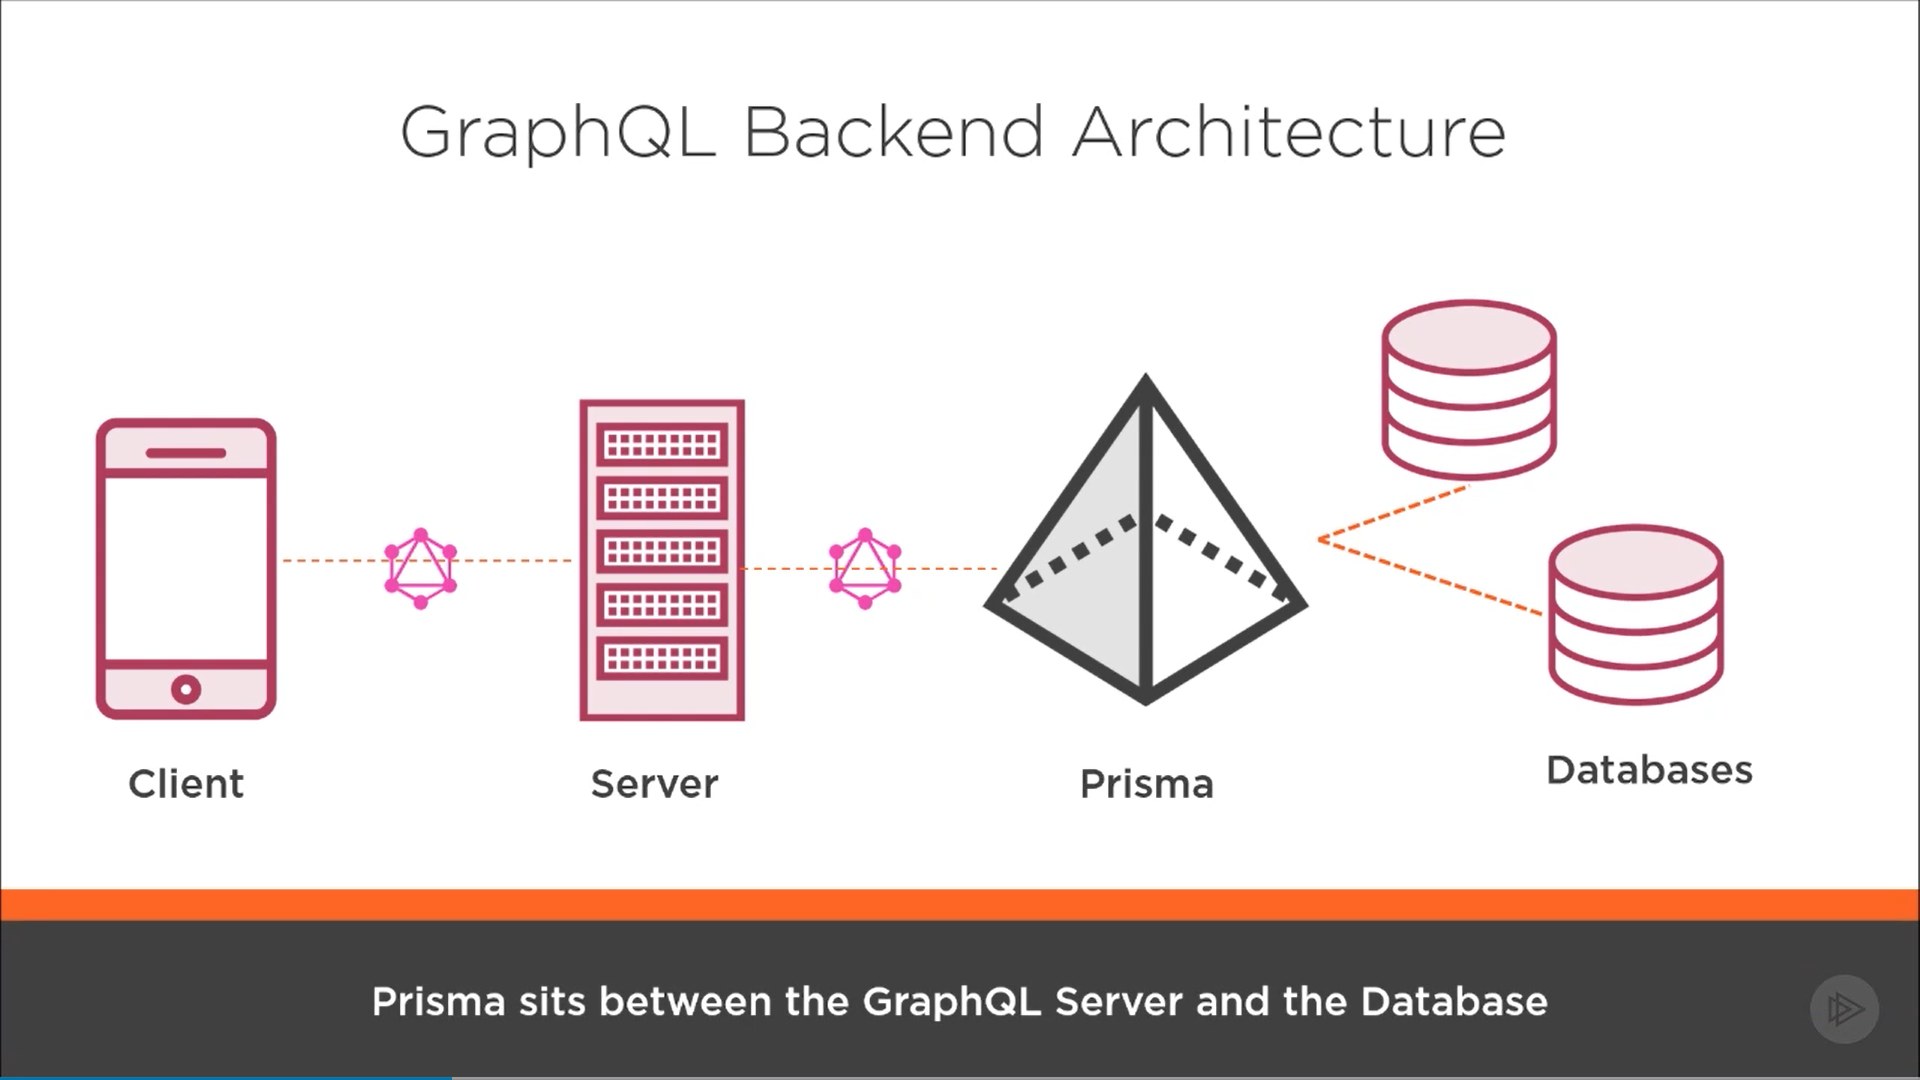 GraphQL Backend Architecture
Client
Server
Prisma
Databases
Prisma sits between the GraphQL Server and the Database